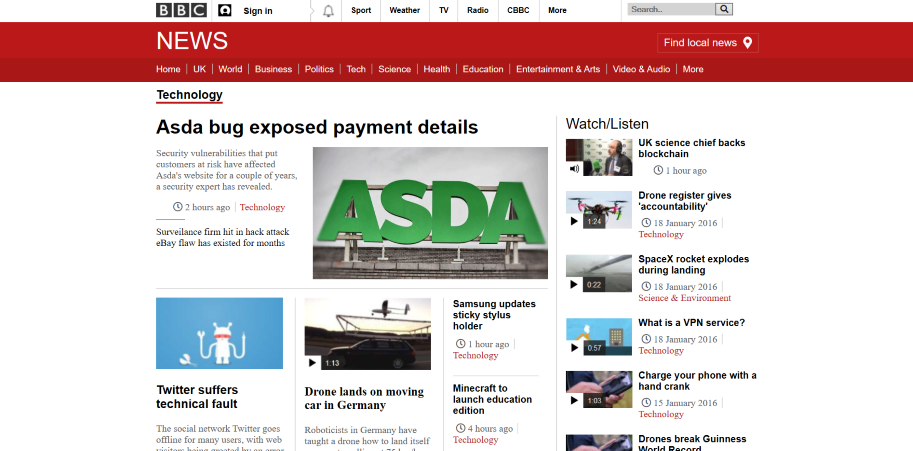 BBC
Sign in
Sport
Weather
TV
Radio
CBBC
More
Search..
NEWS
Find local news
Home
UK
World
Business
Politics
Tech
Science
Health
Education
Entertainment & Arts
Video & Audio
More
Technology
Asda bug exposed payment details
Security vulnerabilities that put
customers at risk have affected
Asda's website for a couple of years,
a security expert has revealed.
2 hours ago
Technology
Surveilance firm hit in hack attack
eBay flaw has existed for months
ASDA
Twitter suffers
technical fault
The social network Twitter goes
offline for many users, with web
1:13
Drone lands on moving
car in Germany
Roboticists in Germany have
taught a drone how to land itself
Samsung updates
sticky stylus
holder
1 hour ago
Technology
Minecraft to
launch education
edition
4 hours ago
Technology
Watch/Listen
UK science chief backs
blockchain
1 hour ago
1:24
Drone register gives
'accountability'
18 January 2016
Technology
0:22
SpaceX rocket explodes
during landing
18 January 2016
Science & Environment
0:57
What is a VPN service?
18 January 2016
Technology
1:03
Charge your phone with a
hand crank
15 January 2016
Technology
Drones break Guinness
World Record